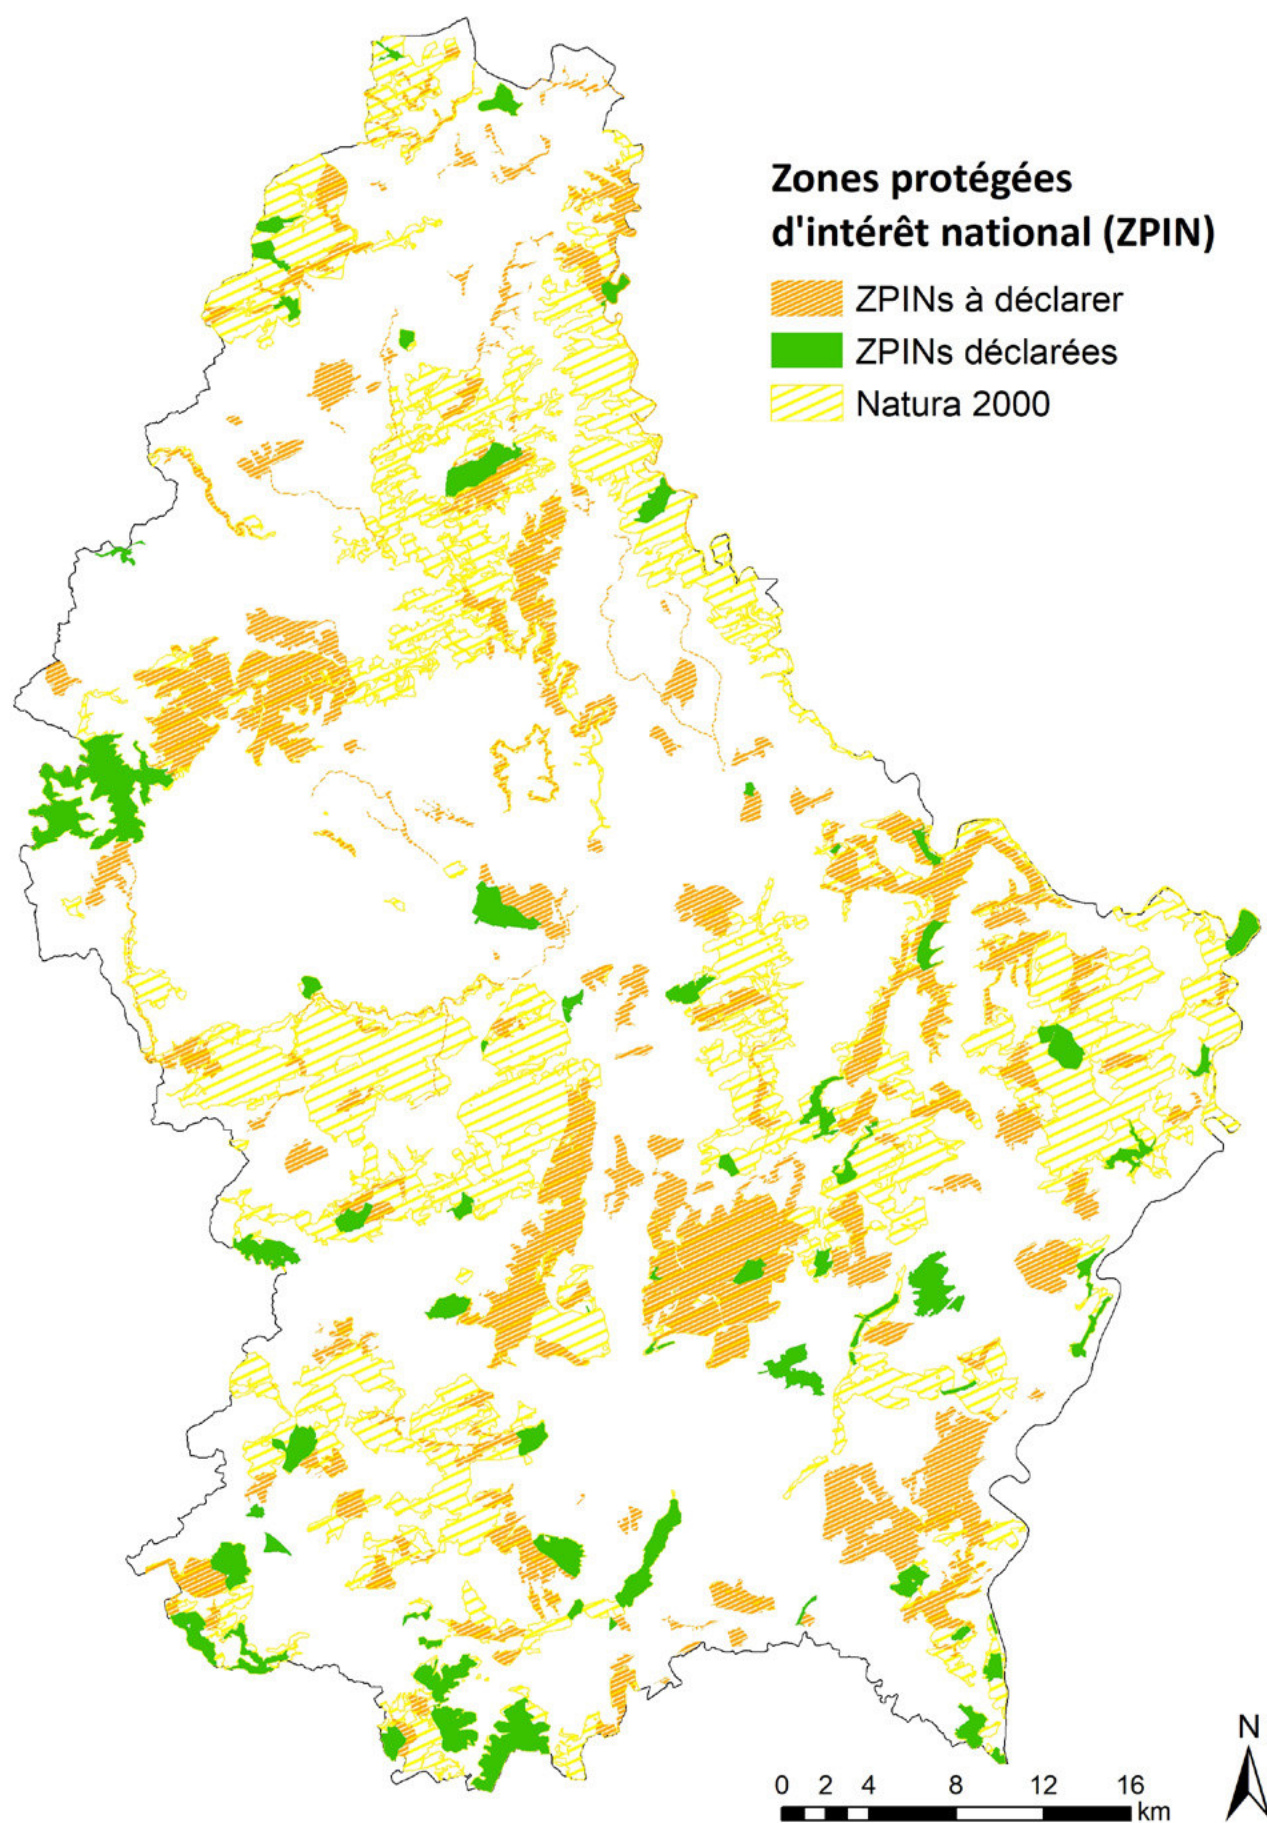 Zones protégées
d'intérêt national (ZPIN)
ZPINs à déclarer
ZPINs déclarées
Natura 2000
N
0 2 4 8 12 16
km